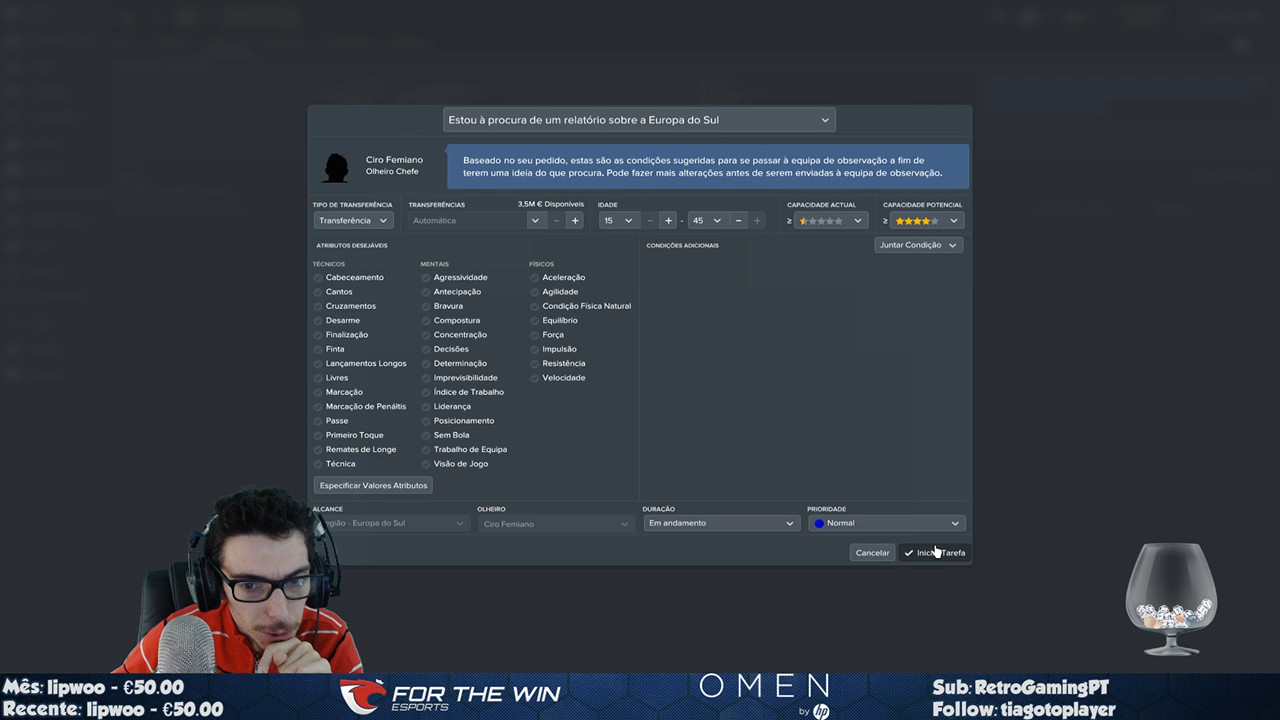 Estou à procura de um relatório sobre a Europa do Sul
Ciro Femiano
Olheiro Chefe
Baseado no seu pedido, estas são as condições sugeridas para se passar à equipa de observação a fim de
terem uma ideia do que procura. Pode fazer mais alterações antes de serem enviadas à equipa de observação.
TIPO DE TRANSFERÊNCIA
TRANSFERÊNCIAS
3,5M € Disponíveis
IDADE
CAPACIDADE ACTUAL
CAPACIDADE POTENCIAL
Transferência
Automática
15
-
45
≥
≥
ATRIBUTOS DESEJÁVEIS
CONDIÇÕES ADICIONAIS
Juntar Condição
TÉCNICOS
Cabeceamento
Cantos
Cruzamentos
Desarme
Finalização
Finta
Lançamentos Longos
Livres
Marcação
Marcação de Penáltis
Passe
Primeiro Toque
Remates de Longe
Técnica
MENTAIS
Agressividade
Antecipação
Bravura
Compostura
Concentração
Decisões
Determinação
Imprevisibilidade
Índice de Trabalho
Liderança
Posicionamento
Sem Bola
Trabalho de Equipa
Visão de Jogo
FÍSICOS
Aceleração
Agilidade
Condição Física Natural
Equilíbrio
Força
Impulsão
Resistência
Velocidade
Especificar Valores Atributos
ALCANCE
OLHEIRO
DURAÇÃO
PRIORIDADE
- Europa do Sul
Ciro Femiano
Em andamento
Normal
Cancelar
Tarefa
Mês: lipwoo - €50.00
Recente: lipwoo - €50.00
FOR THE WIN
ESPORTS
OMEN
by hp
Sub: RetroGamingPT
Follow: tiagotoplayer